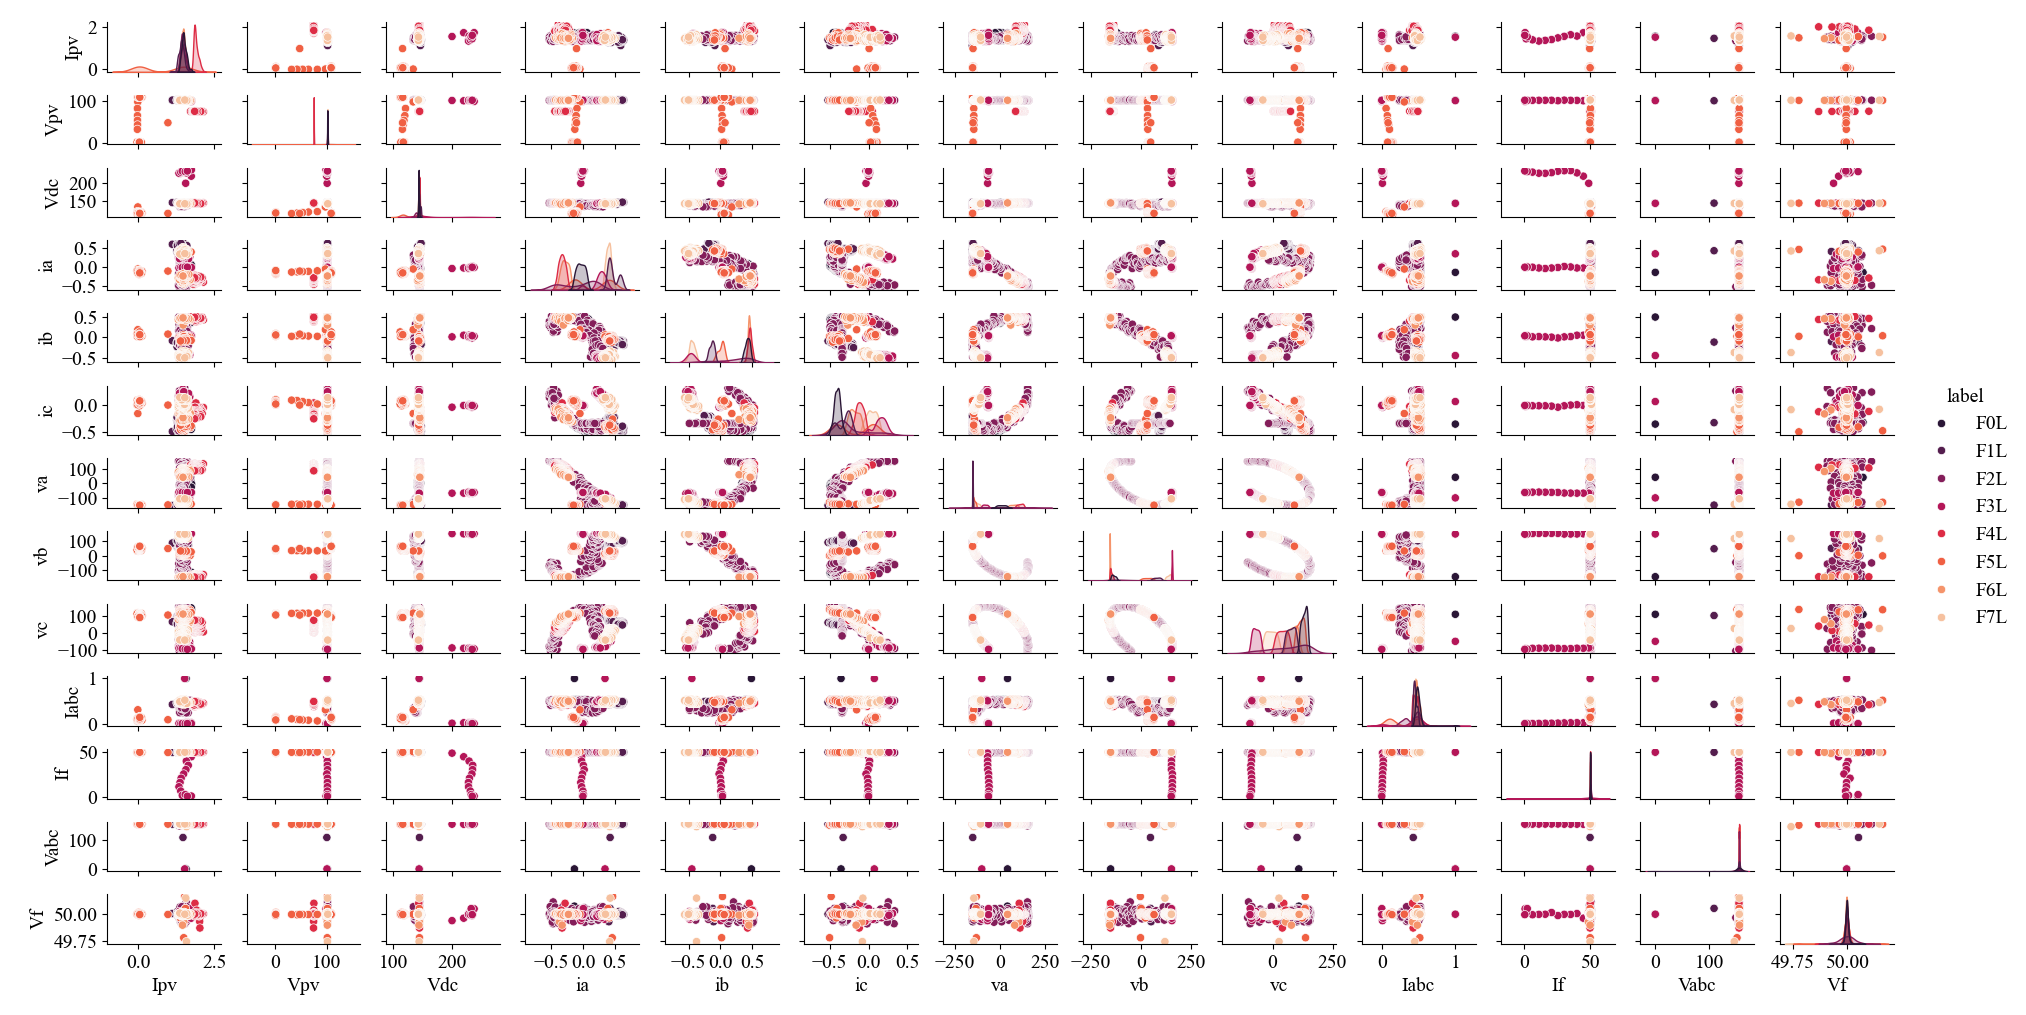 Ipv
2
0
Vpv
100
0
Vdc
200
150
ia
0.5
0.0
−0.5
ib
0.5
0.0
−0.5
ic
0.0
−0.5
va
100
−100
vb
100
0
−100
vc
100
0
−100
Iabc
1
0
If
50
0
Vabc
100
0
Vf
50.00
49.75
label
F0L
F1L
F2L
F3L
F4L
F5L
F6L
F7L
0.0 2.5 0 100 100 200 −0.5 0.0 0.5 −0.5 0.0 0.5 −0.5 0.0 0.5 −250 0 250 −250 0 250 0 250 0 1 0 50 0 100 49.75 50.00
Ipv Vpv Vdc ia ib ic va vb vc Iabc If Vabc Vf